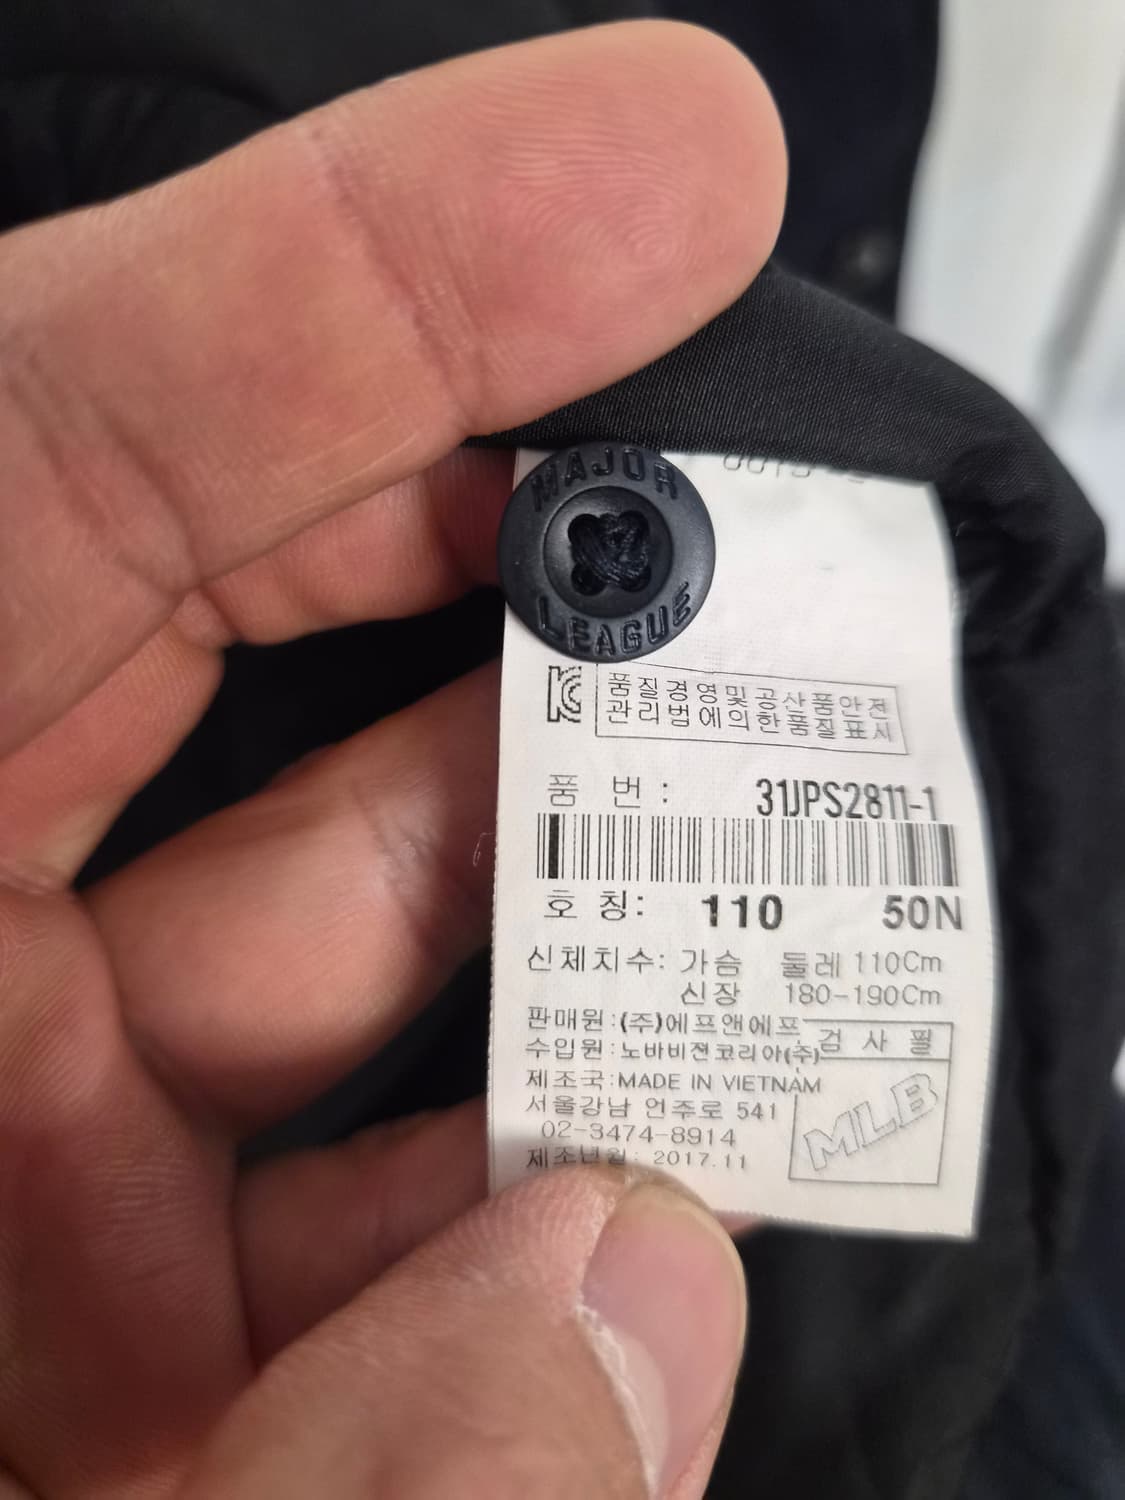 MAJOR
LEAGUE
품질경영및공산품안전
관리법에의한품질표시
품 번 : 31JPS2811-1
호 칭: 110 50N
신체치수: 가슴 둘레 110Cm
신장 180-190Cm
판매원:(주)에프앤에프
수입원:노바비젼코리아(주)
검 사 필
제조국:MADE IN VIETNAM
서울강남 언주로 541
02-3474-8914
제조년월: 2017.11
MLB